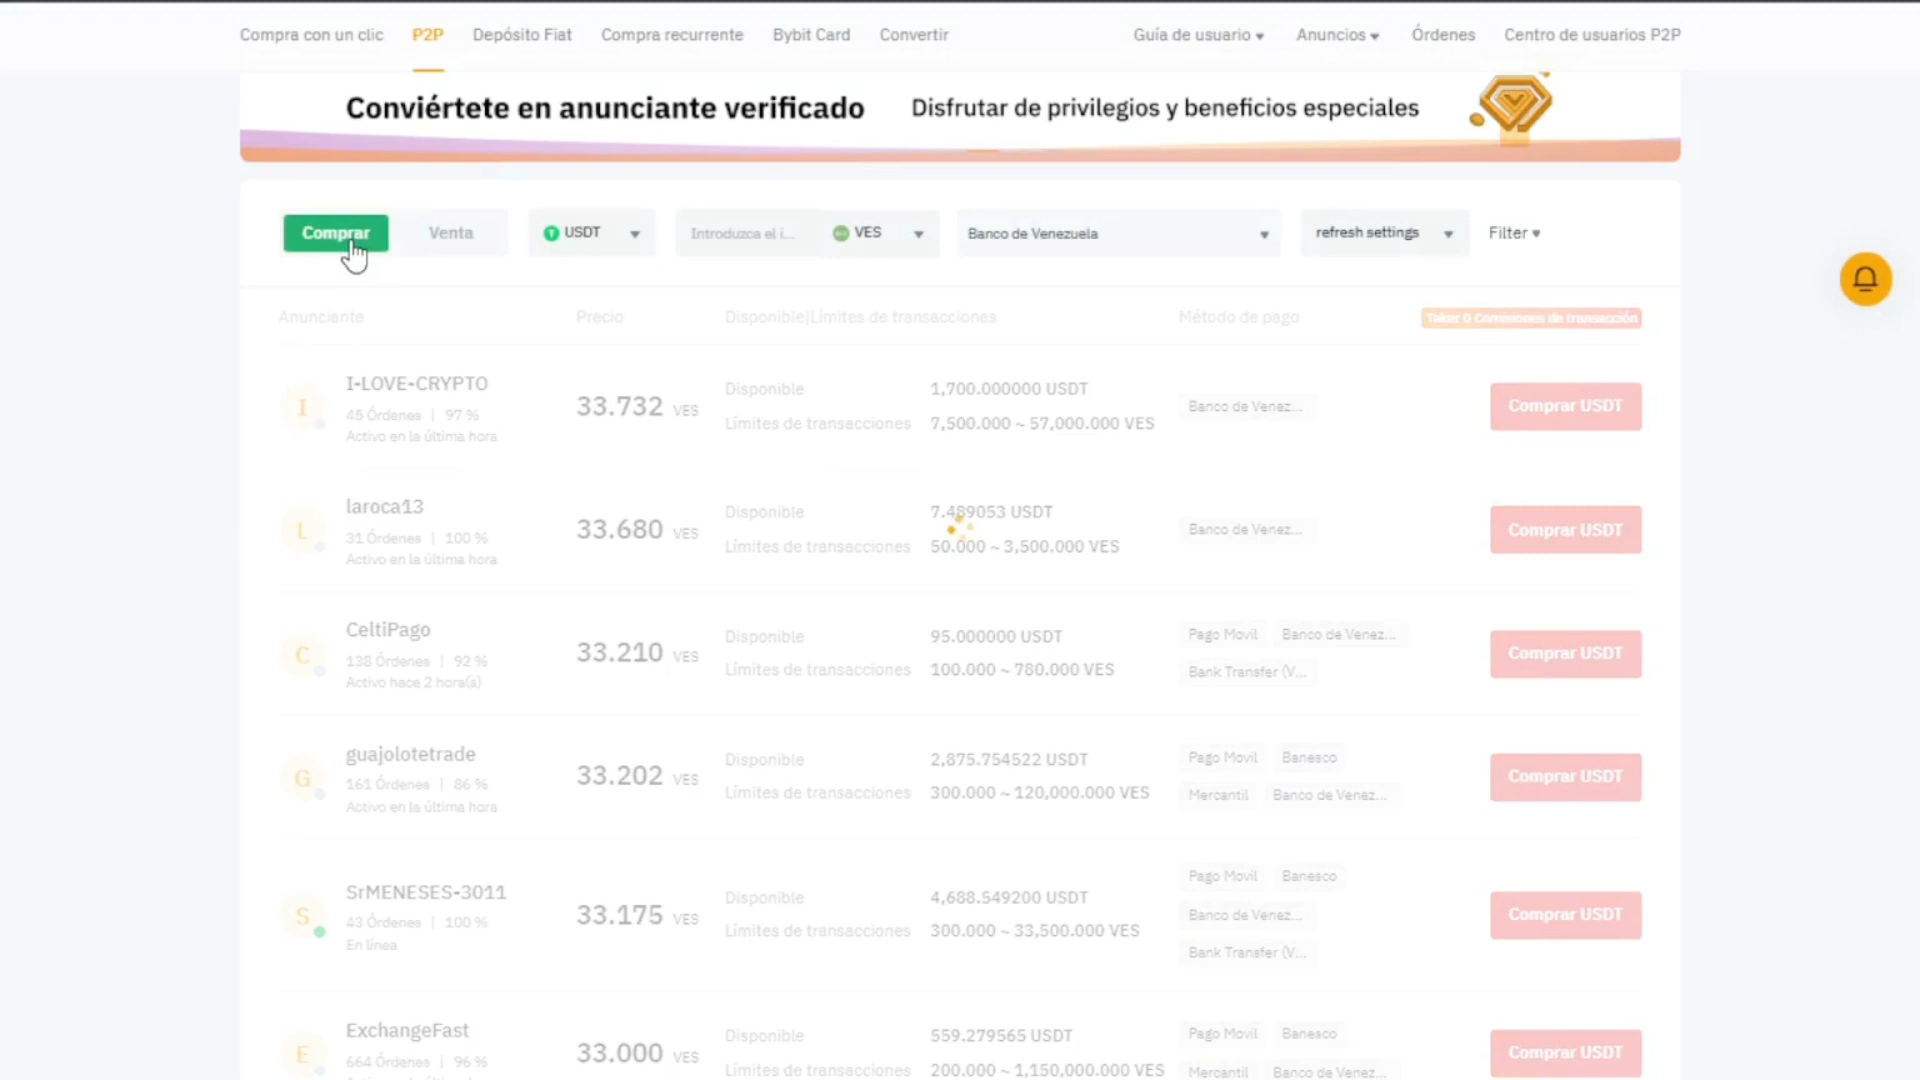 Compra con un clic P2P Depósito Fiat Compra recurrente Bybit Card Convertir Guía de usuario Anuncios Órdenes Centro de usuarios P2P
Conviértete en anunciante verificado Disfrutar de privilegios y beneficios especiales
Comprar Venta USDT Introduzca el i... VES Banco de Venezuela refresh settings Filter
Anunciante Precio Disponible|Límites de transacciones Método de pago Taker 0 Comisiones de transacción
I-LOVE-CRYPTO
I 45 Órdenes | 97 %
Activo en la última hora
33.732 VES
Disponible 1,700.000000 USDT
Límites de transacciones 7,500.000 ~ 57,000.000 VES
Banco de Venez...
Comprar USDT
laroca13
L 31 Órdenes | 100 %
Activo en la última hora
33.680 VES
Disponible 7.489053 USDT
Límites de transacciones 50.000 ~ 3,500.000 VES
Banco de Venez...
Comprar USDT
CeltiPago
C 138 Órdenes | 92 %
Activo hace 2 hora(s)
33.210 VES
Disponible 95.000000 USDT
Límites de transacciones 100.000 ~ 780.000 VES
Pago Movil Banco de Venez...
Bank Transfer (V...
Comprar USDT
guajolotetrade
G 161 Órdenes | 86 %
Activo en la última hora
33.202 VES
Disponible 2,875.754522 USDT
Límites de transacciones 300.000 ~ 120,000.000 VES
Pago Movil Banesco
Mercantil Banco de Venez...
Comprar USDT
SrMENESES-3011
S 43 Órdenes | 100 %
En línea
33.175 VES
Disponible 4,688.549200 USDT
Límites de transacciones 300.000 ~ 33,500.000 VES
Pago Movil Banesco
Banco de Venez...
Bank Transfer (V...
Comprar USDT
ExchangeFast
E 664 Órdenes | 96 %
33.000 VES
Disponible 559.279565 USDT
Límites de transacciones 200.000 ~ 1,150,000.000 VES
Pago Movil Banesco
Mercantil Banco de Venez...
Comprar USDT